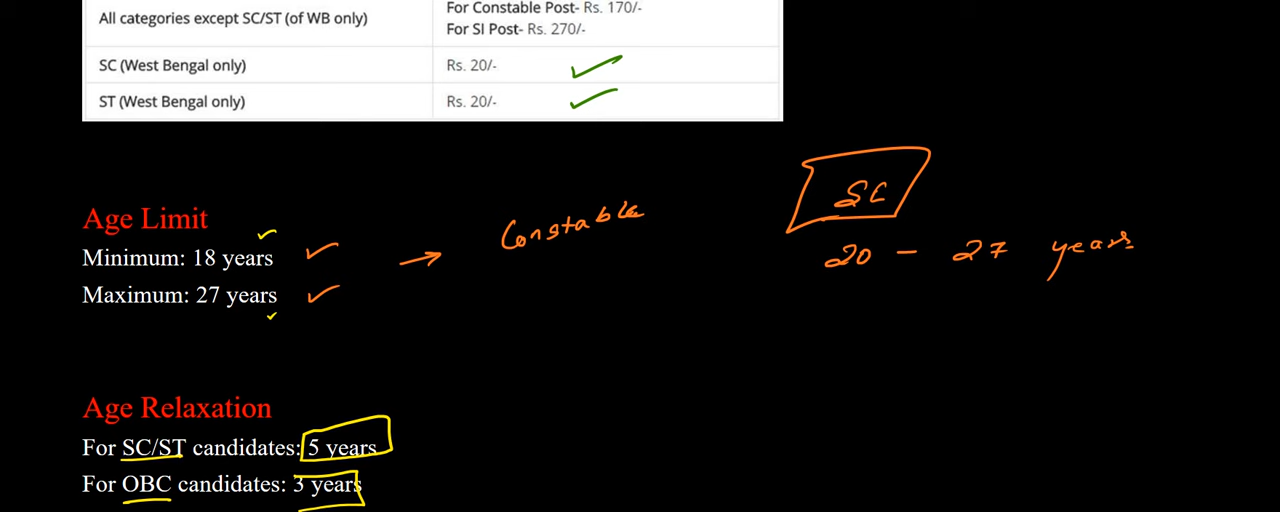 For Constable Post- Rs. 170/-
All categories except SC/ST (of WB only)
For SI Post- Rs. 270/-
SC (West Bengal only) Rs. 20/-
ST (West Bengal only) Rs. 20/-
SC
Age Limit
Constable
Minimum: 18 years
20 - 27 years
Maximum: 27 years
Age Relaxation
For SC/ST candidates: 5 years
For OBC candidates: 3 years